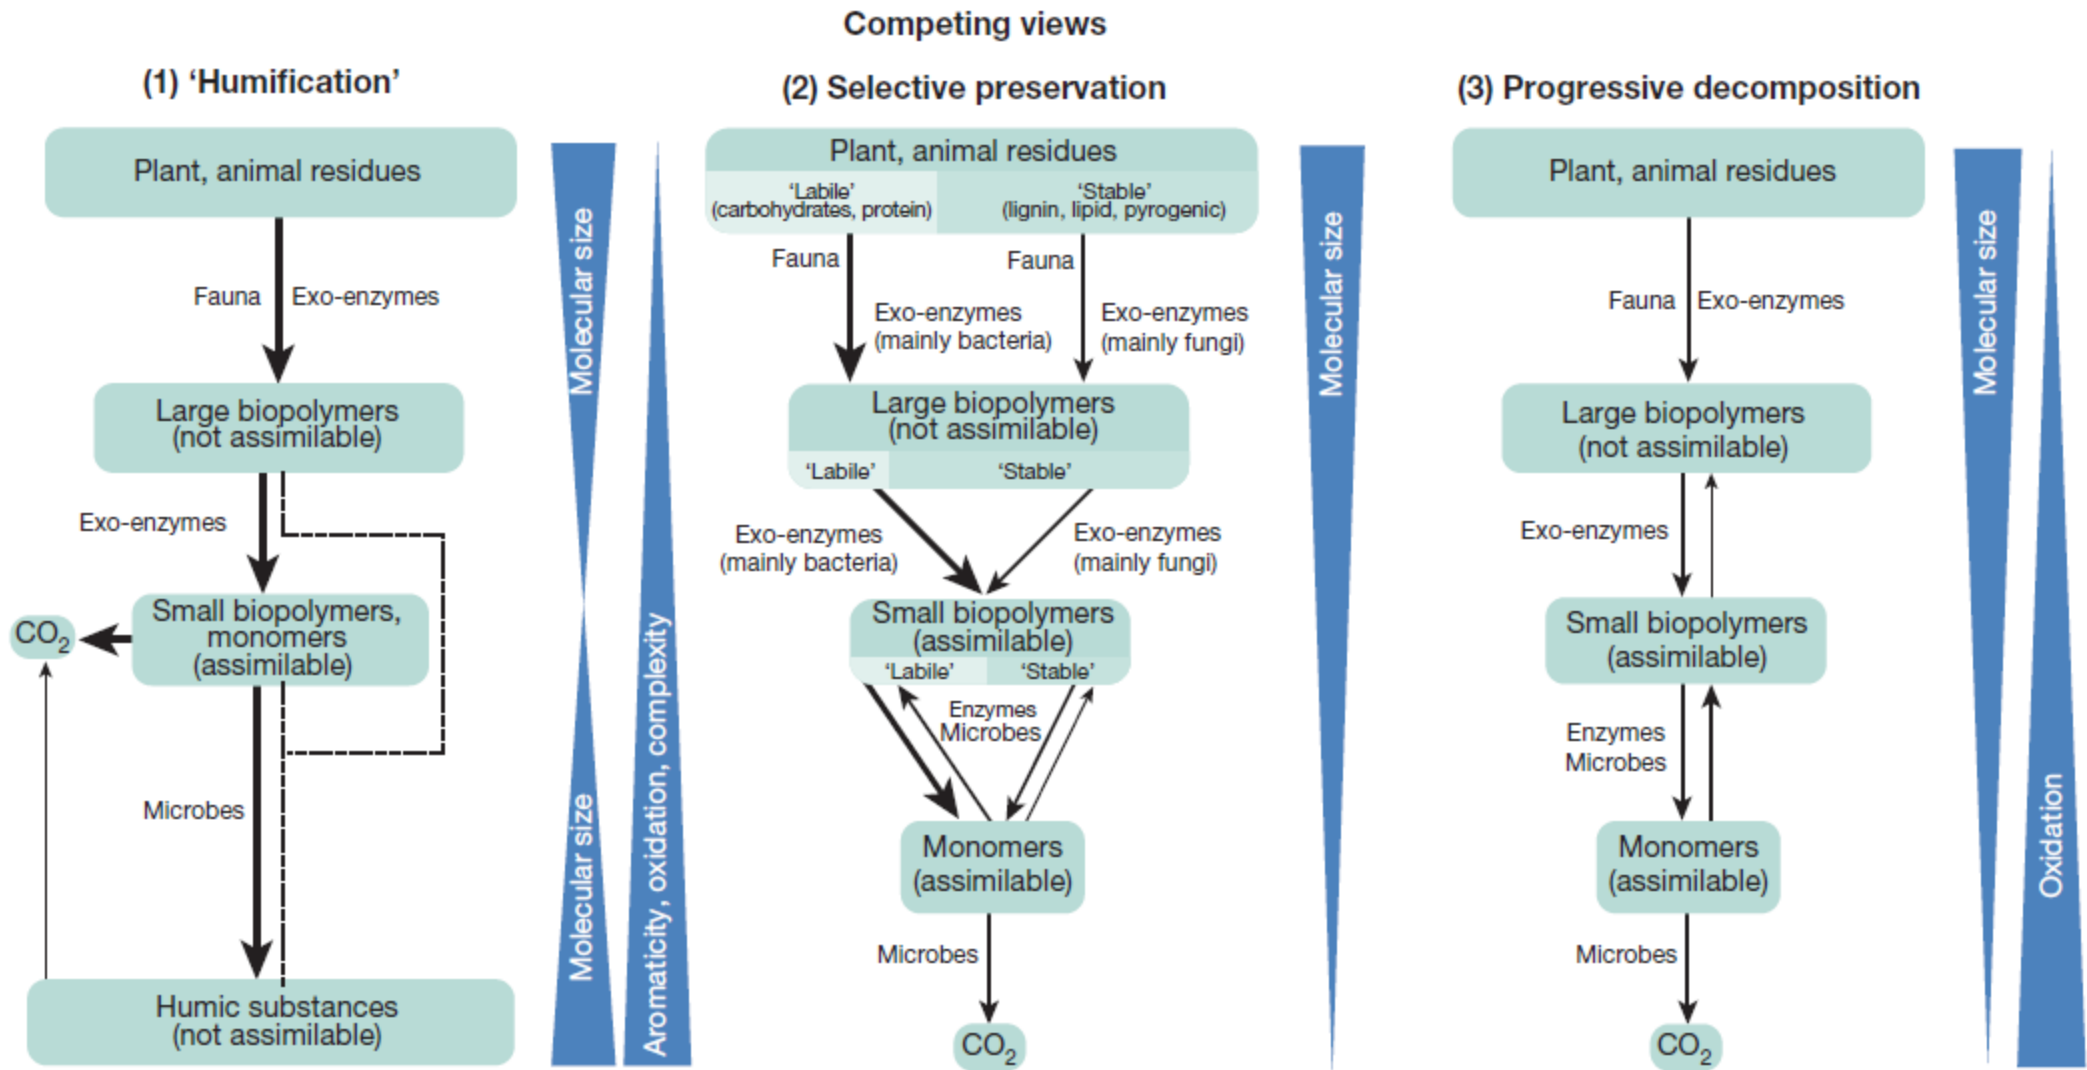 Competing views
(1) ‘Humification’
Plant, animal residues
Fauna
Exo-enzymes
Large biopolymers
(not assimilable)
Exo-enzymes
Small biopolymers,
monomers
(assimilable)
CO2
Microbes
Humic substances
(not assimilable)
Molecular size
Molecular size
Aromaticity, oxidation, complexity
(2) Selective preservation
Plant, animal residues
‘Labile’
(carbohydrates, protein)
‘Stable’
(lignin, lipid, pyrogenic)
Fauna
Fauna
Exo-enzymes
(mainly bacteria)
Exo-enzymes
(mainly fungi)
Large biopolymers
(not assimilable)
‘Labile’
‘Stable’
Exo-enzymes
(mainly bacteria)
Exo-enzymes
(mainly fungi)
Small biopolymers
(assimilable)
‘Labile’
‘Stable’
Enzymes
Microbes
Monomers
(assimilable)
Microbes
CO2
Molecular size
(3) Progressive decomposition
Plant, animal residues
Fauna
Exo-enzymes
Large biopolymers
(not assimilable)
Exo-enzymes
Small biopolymers
(assimilable)
Enzymes
Microbes
Monomers
(assimilable)
Microbes
CO2
Molecular size
Oxidation